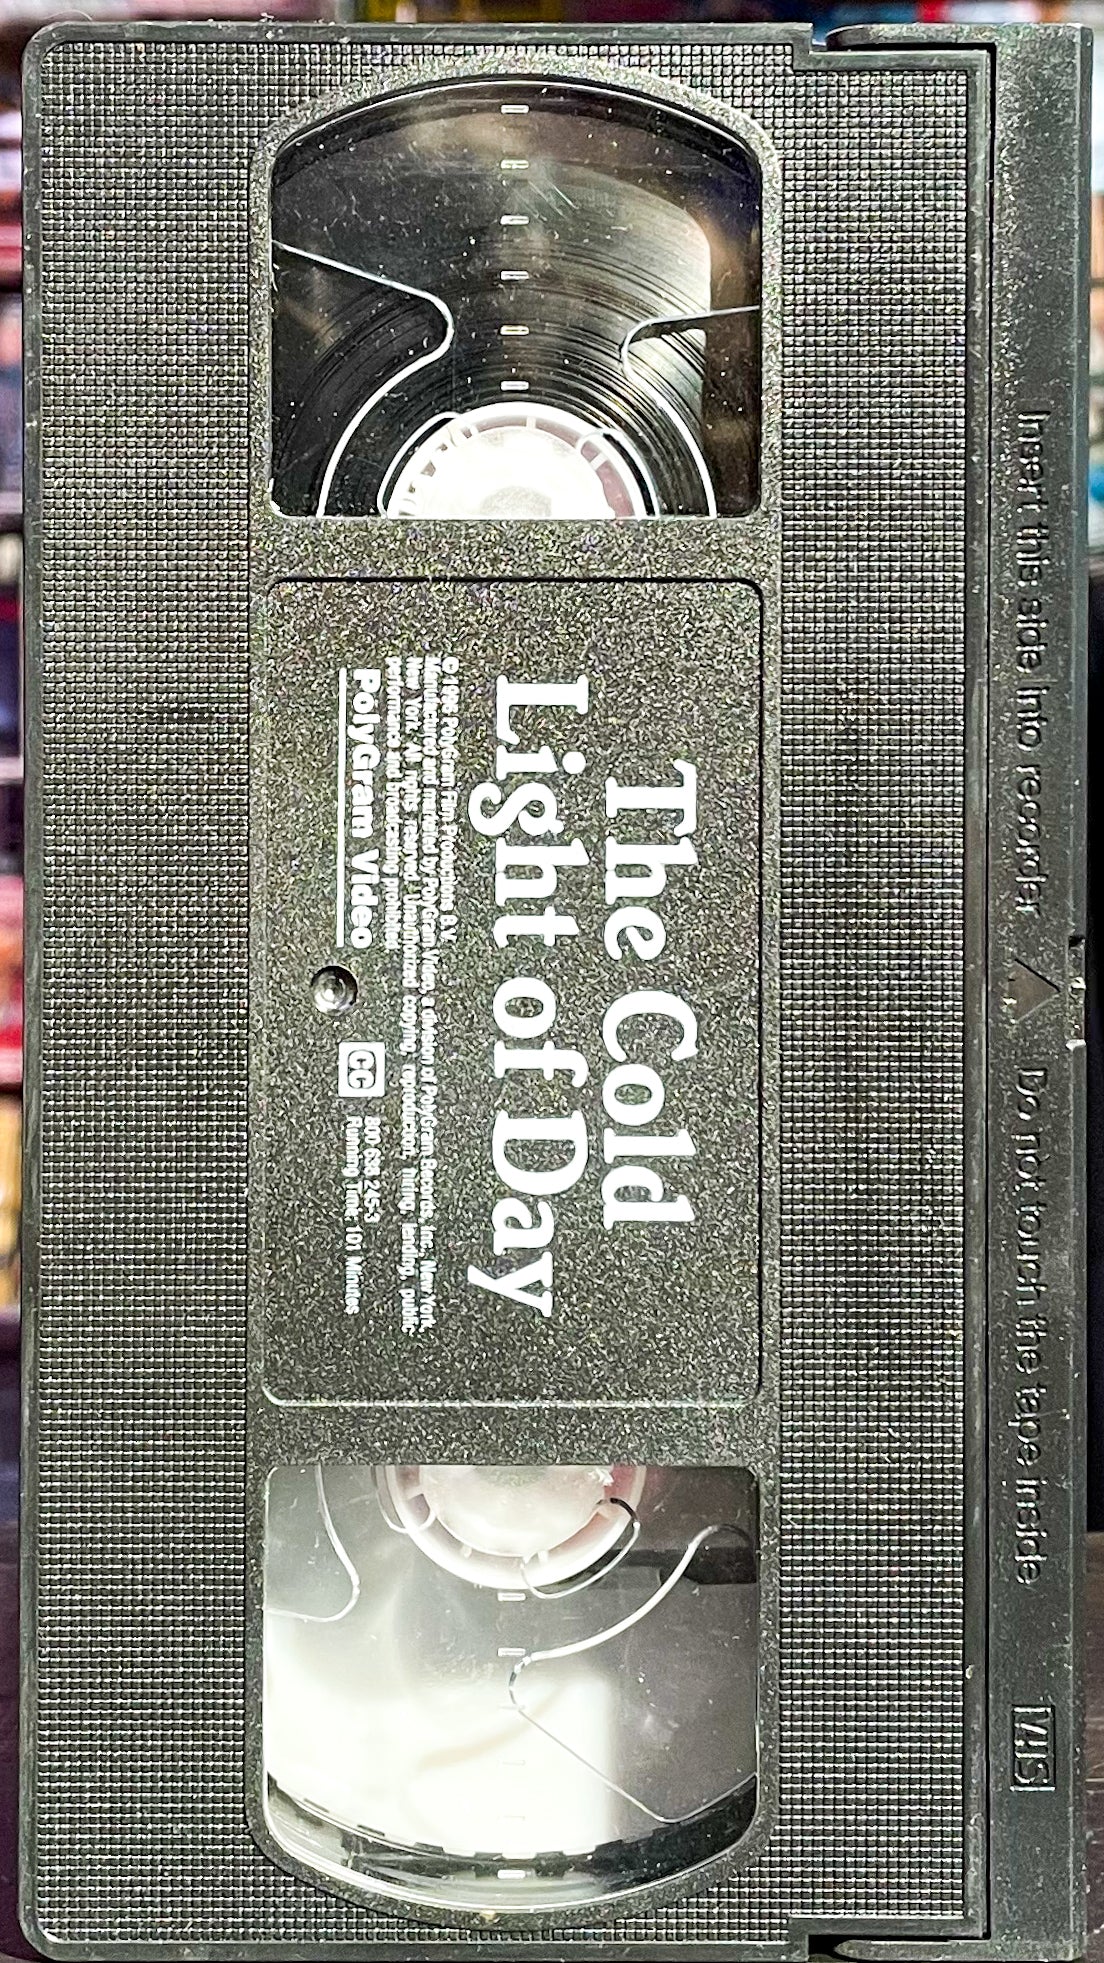 Insert this side into recorder △ Do not touch the tape inside
VHS
The Cold
Light of Day
PolyGram Film Productions B.V.
Manufactured and marketed by PolyGram Video, a division of PolyGram Records, Inc., New York,
New York. All rights reserved. Unauthorized copying, reproduction, hiring, lending, public
performance and broadcasting prohibited
PolyGram Video
CC
800 638 245-3
Running Time: 101 Minutes